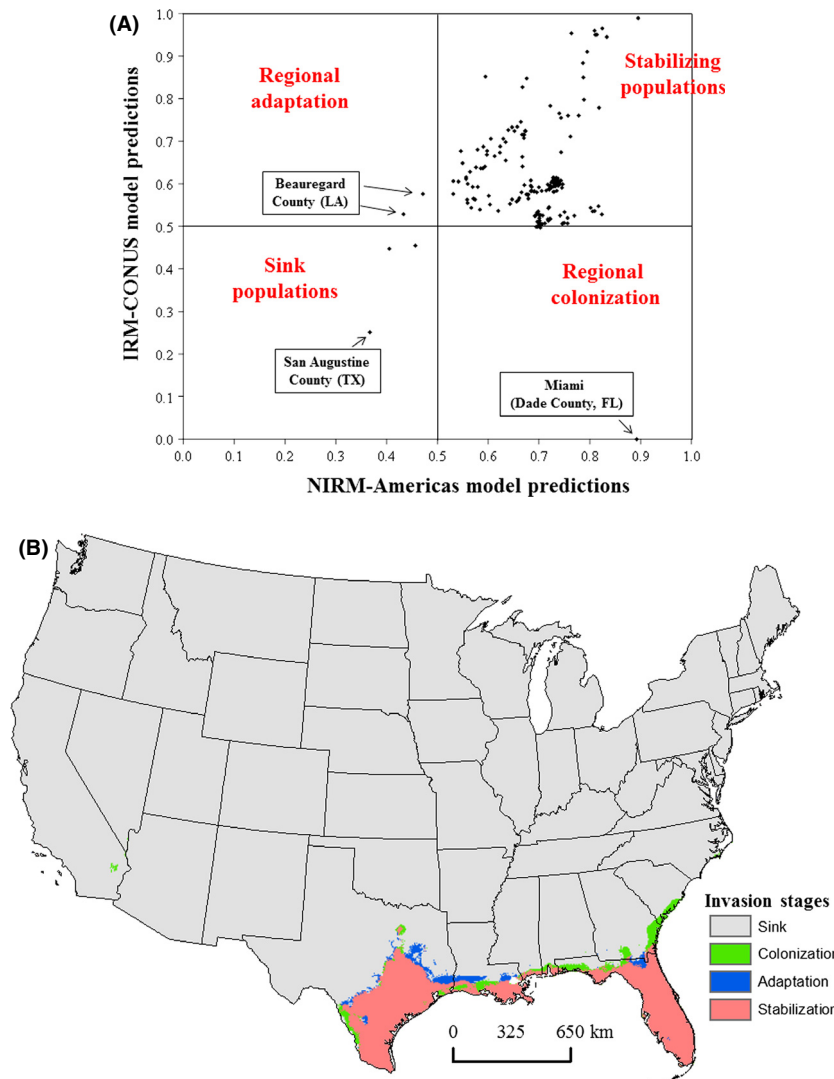 (A)
IRM-CONUS model predictions
1.0
0.9
0.8
0.7
0.6
0.5
0.4
0.3
0.2
0.1
0.0
Regional
adaptation
Stabilizing
populations
Beauregard
County (LA)
Sink
populations
Regional
colonization
San Augustine
County (TX)
Miami
(Dade County, FL)
0.0 0.1 0.2 0.3 0.4 0.5 0.6 0.7 0.8 0.9 1.0
NIRM-Americas model predictions
(B)
Invasion stages
Sink
Colonization
Adaptation
Stabilization
0 325 650 km